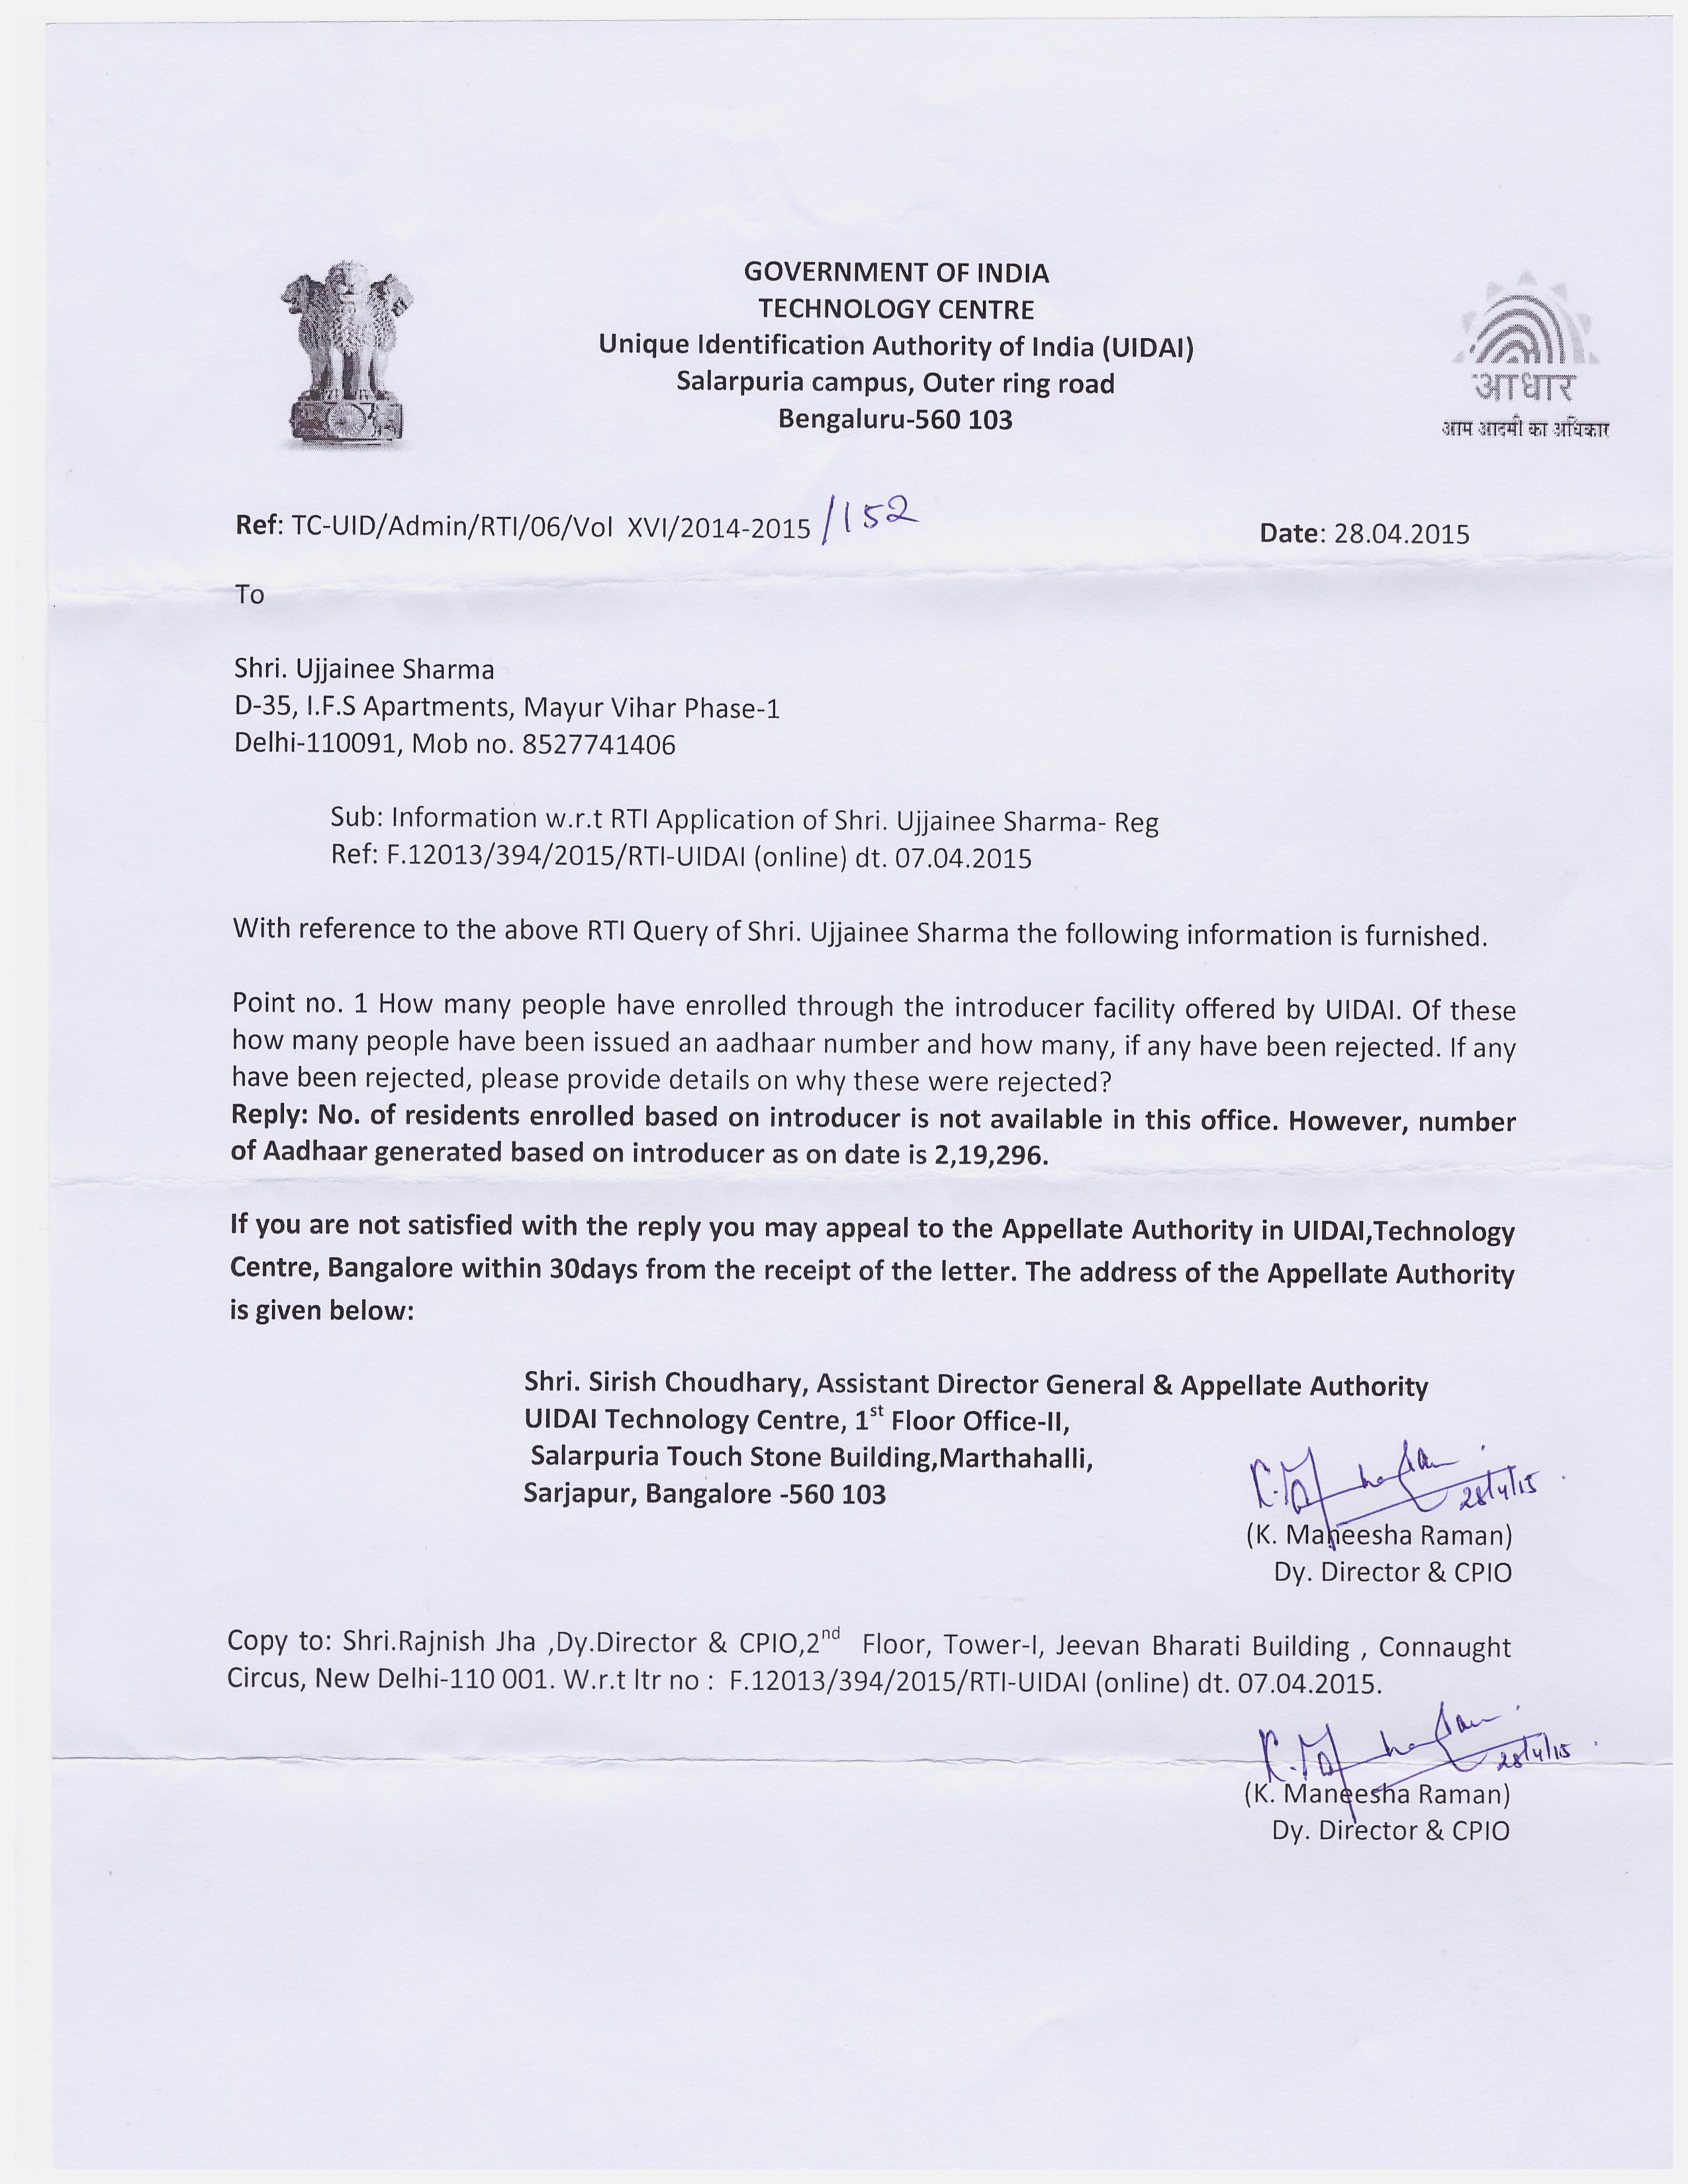 GOVERNMENT OF INDIA
TECHNOLOGY CENTRE
Unique Identification Authority of India (UIDAI)
Salarpuria campus, Outer ring road
Bengaluru-560 103
आधार
आम आदमी का अधिकार
Ref: TC-UID/Admin/RTI/06/Vol XVI/2014-2015 /152
Date: 28.04.2015
To
Shri. Ujjainee Sharma
D-35, I.F.S Apartments, Mayur Vihar Phase-1
Delhi-110091, Mob no. 8527741406
Sub: Information w.r.t RTI Application of Shri. Ujjainee Sharma- Reg
Ref: F.12013/394/2015/RTI-UIDAI (online) dt. 07.04.2015
With reference to the above RTI Query of Shri. Ujjainee Sharma the following information is furnished.
Point no. 1 How many people have enrolled through the introducer facility offered by UIDAI. Of these
how many people have been issued an aadhaar number and how many, if any have been rejected. If any
have been rejected, please provide details on why these were rejected?
Reply: No. of residents enrolled based on introducer is not available in this office. However, number
of Aadhaar generated based on introducer as on date is 2,19,296.
If you are not satisfied with the reply you may appeal to the Appellate Authority in UIDAI,Technology
Centre, Bangalore within 30days from the receipt of the letter. The address of the Appellate Authority
is given below:
Shri. Sirish Choudhary, Assistant Director General & Appellate Authority
UIDAI Technology Centre, 1st Floor Office-II,
Salarpuria Touch Stone Building,Marthahalli,
Sarjapur, Bangalore -560 103
28/4/15
(K. Maneesha Raman)
Dy. Director & CPIO
Copy to: Shri.Rajnish Jha ,Dy.Director & CPIO,2nd Floor, Tower-I, Jeevan Bharati Building , Connaught
Circus, New Delhi-110 001. W.r.t ltr no : F.12013/394/2015/RTI-UIDAI (online) dt. 07.04.2015.
28/4/15
(K. Maneesha Raman)
Dy. Director & CPIO